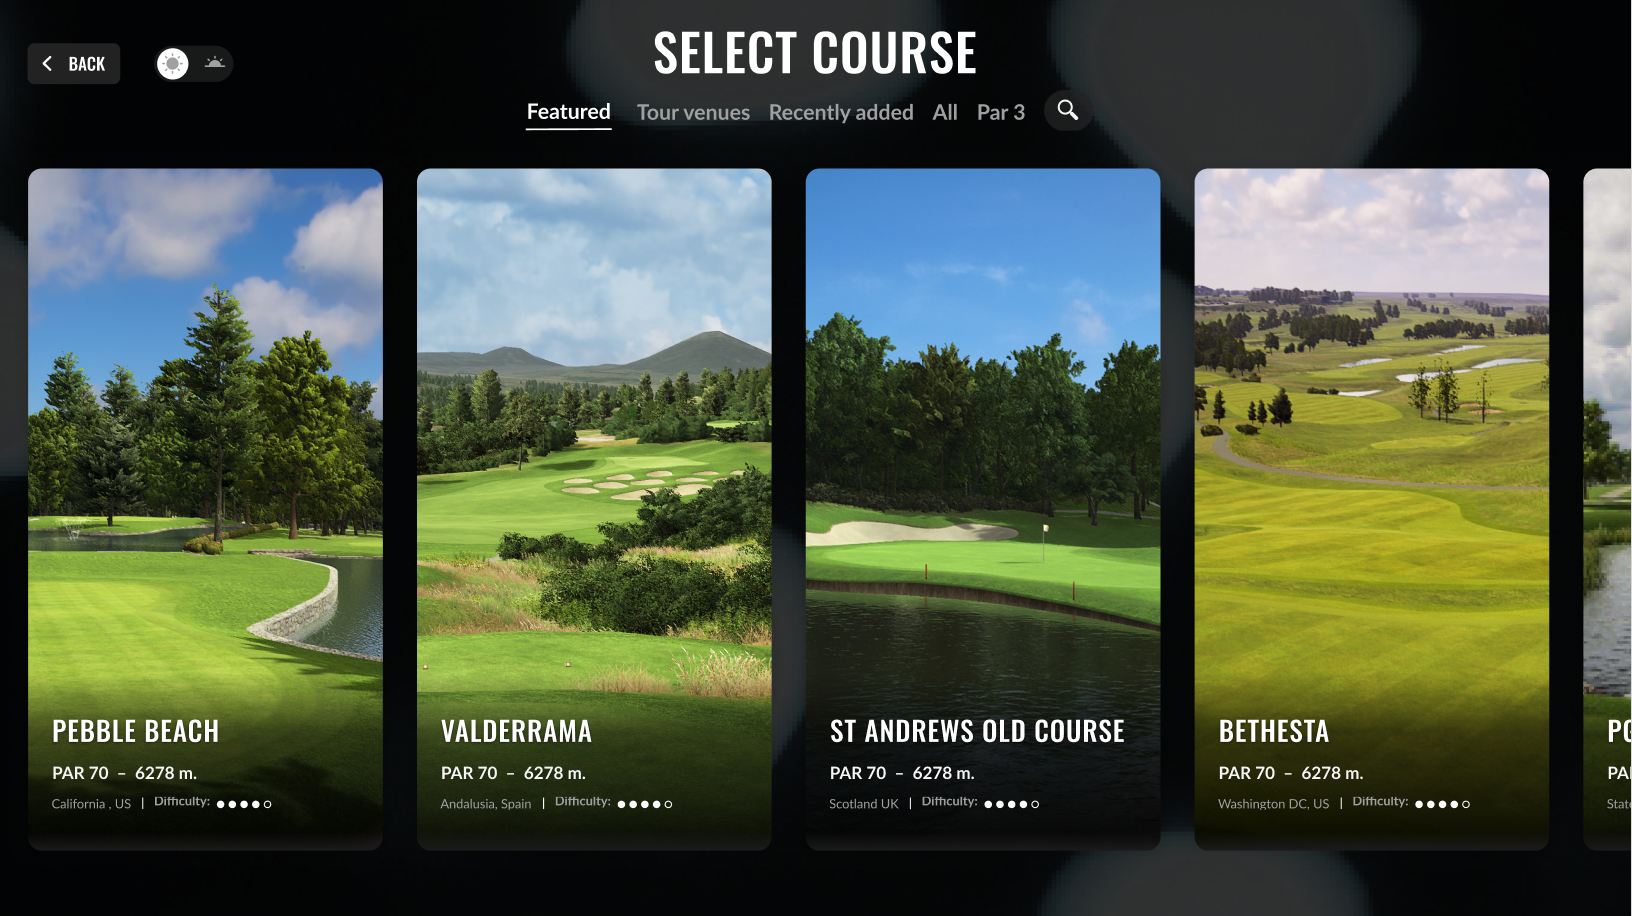 SELECT COURSE
BACK
Featured Tour venues Recently added All Par 3
PEBBLE BEACH
PAR 70 – 6278 m.
California , US | Difficulty:
VALDERRAMA
PAR 70 – 6278 m.
Andalusia, Spain | Difficulty:
ST ANDREWS OLD COURSE
PAR 70 – 6278 m.
Scotland UK | Difficulty:
BETHESTA
PAR 70 – 6278 m.
Washington DC, US | Difficulty: